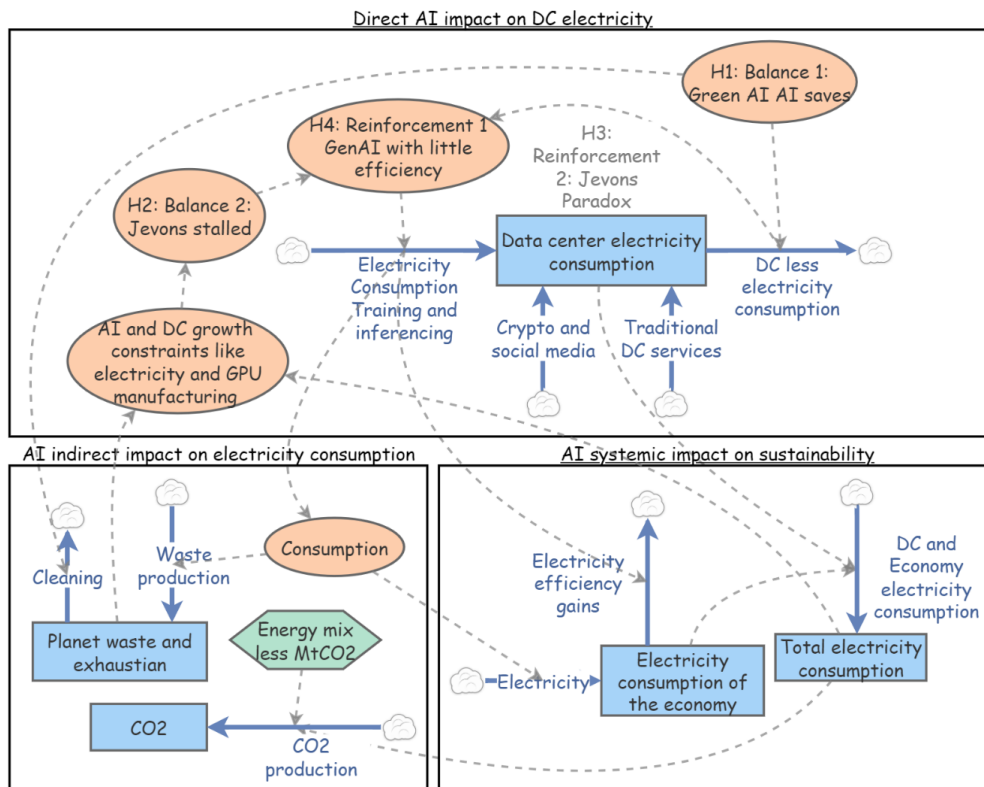 Direct AI impact on DC electricity
H1: Balance 1:
Green AI AI saves
H4: Reinforcement 1
GenAI with little
efficiency
H3:
Reinforcement
2: Jevons
Paradox
H2: Balance 2:
Jevons stalled
Data center electricity
consumption
Electricity
Consumption
Training and
inferencing
DC less
electricity
consumption
Crypto and
social media
Traditional
DC services
AI and DC growth
constraints like
electricity and GPU
manufacturing
AI indirect impact on electricity consumption
Cleaning
Waste
production
Consumption
Planet waste and
exhaustian
Energy mix
less MtCO2
CO2
CO2
production
AI systemic impact on sustainability
Electricity
efficiency
gains
DC and
Economy
electricity
consumption
Electricity
Electricity
consumption of
the economy
Total electricity
consumption